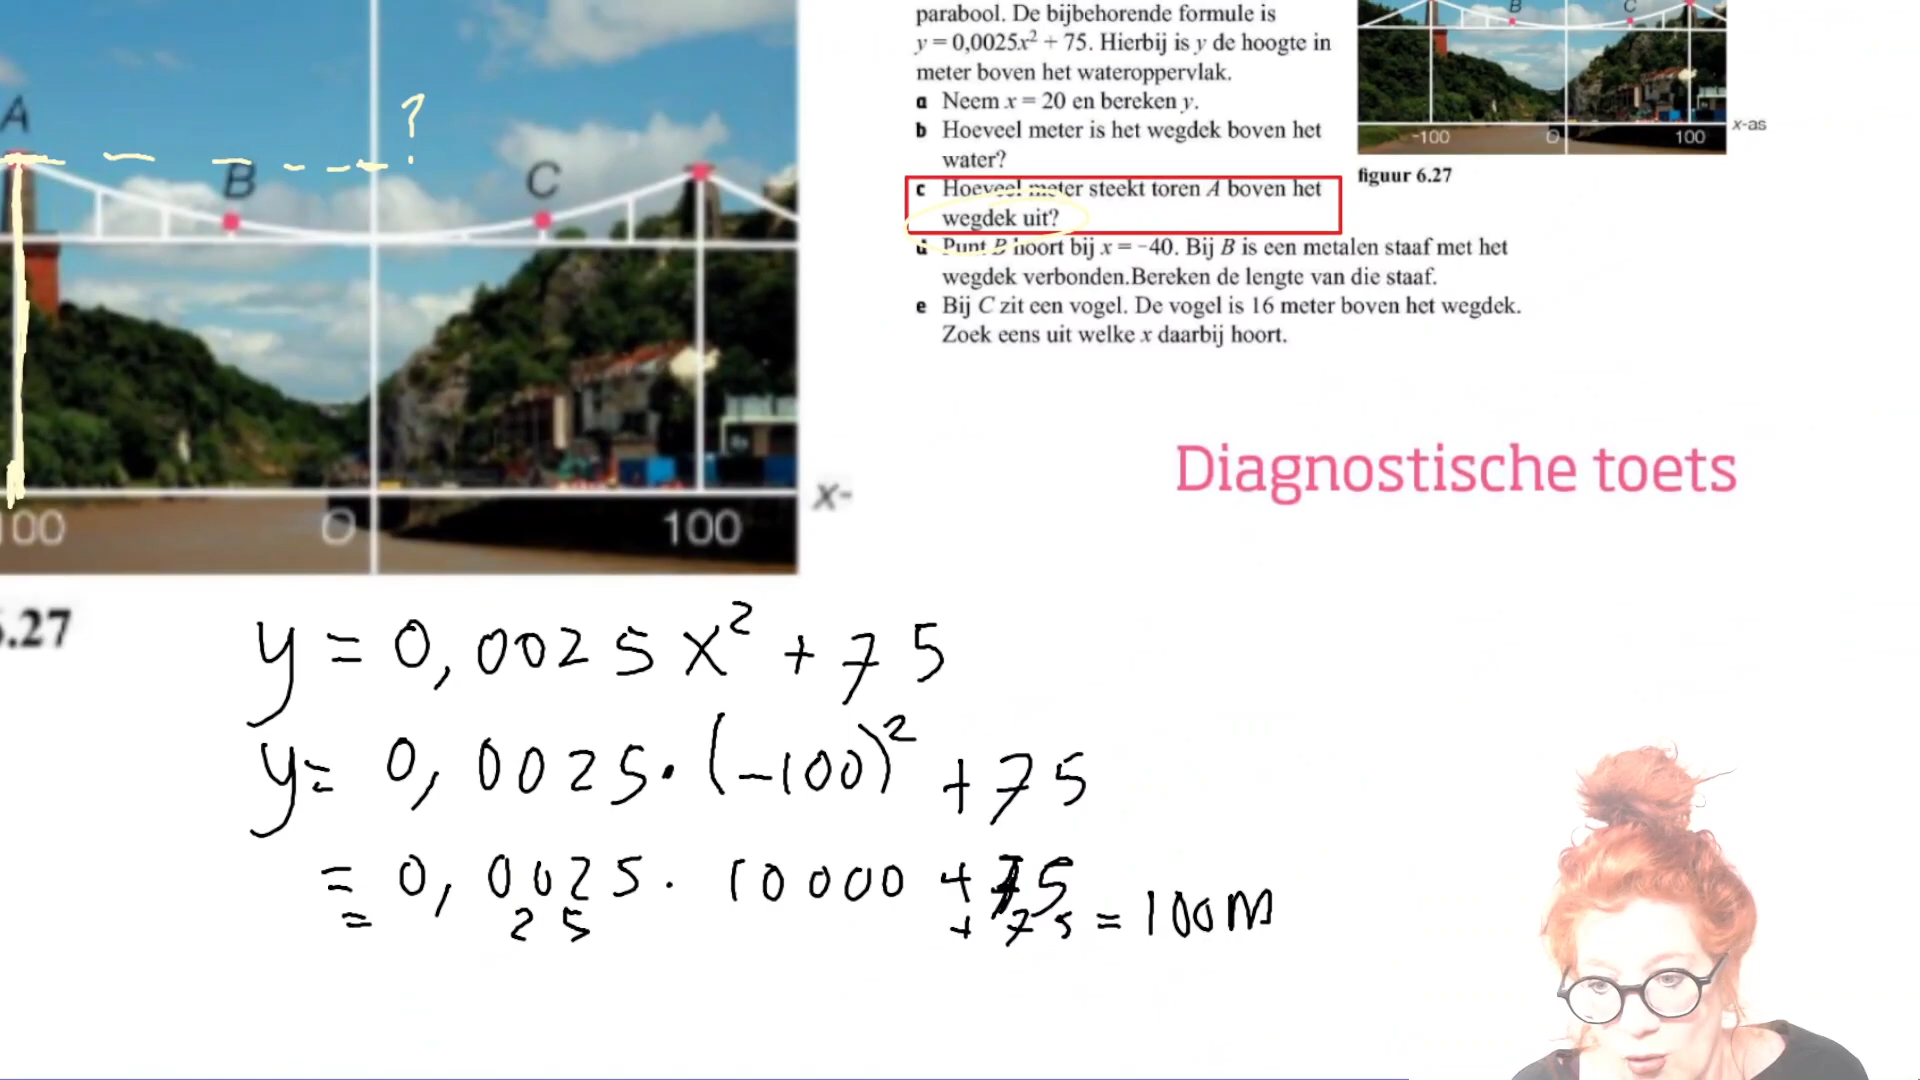 parabool. De bijbehorende formule is
y = 0,0025x² + 75. Hierbij is y de hoogte in
meter boven het wateroppervlak.
a Neem x = 20 en bereken y.
b Hoeveel meter is het wegdek boven het
water?
c Hoeveel meter steekt toren A boven het
wegdek uit?
d Punt B hoort bij x = -40. Bij B is een metalen staaf met het
wegdek verbonden.Bereken de lengte van die staaf.
e Bij C zit een vogel. De vogel is 16 meter boven het wegdek.
Zoek eens uit welke x daarbij hoort.
B C
-100 O 100 x-as
figuur 6.27
A
?
B C
100 O 100 x-
6.27
Diagnostische toets
y = 0,0025x² + 75
y = 0,0025 · (-100)² + 75
= 0,0025 · 10000 + 75
= 25 + 75 = 100m